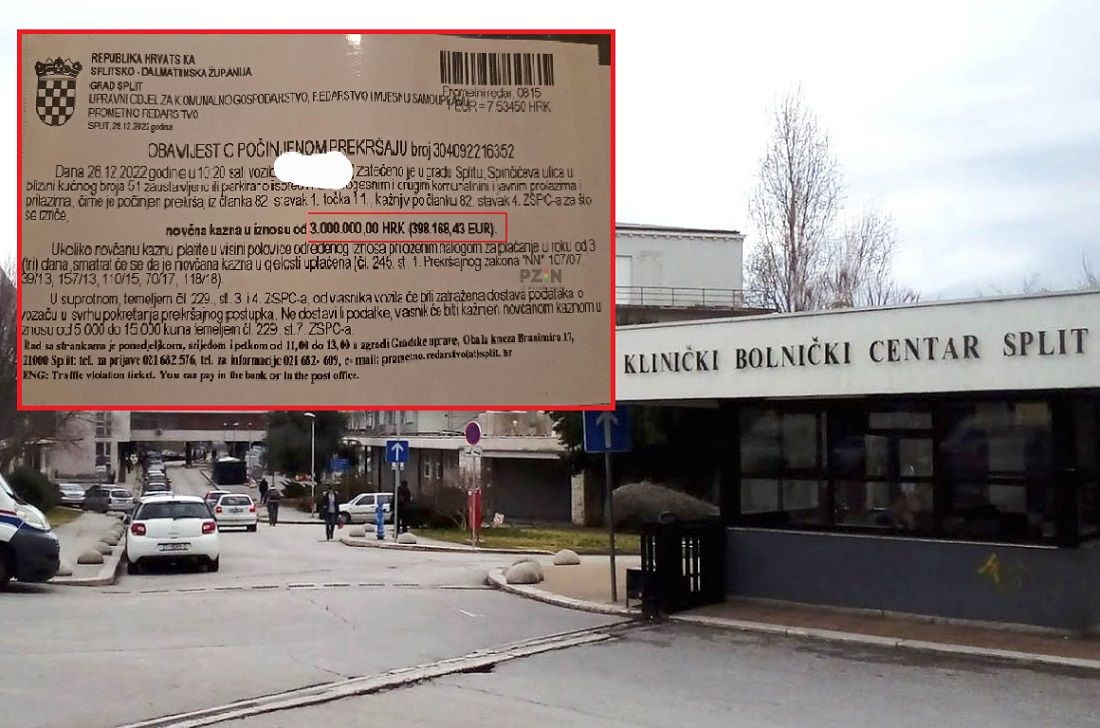 REPUBLIKA HRVATSKA
SPLITSKO - DALMATINSKA ŽUPANIJA
GRAD SPLIT
UPRAVNI ODJEL ZA KOMUNALNO GOSPODARSTVO, REDARSTVO I MJESNU SAMOUPRAVU
PROMETNO REDARSTVO
SPLIT, 28.12.2022 godina
Prometni redar, 0815
1 EUR = 7.53450 HRK
OBAVIJEST O POČINJENOM PREKRŠAJU broj 304092216352
Dana 28.12.2022 godine u 10:20 sati vozilo zatečeno je u gradu Splitu, Spinčićeva ulica u
blizini kućnog broja 51 zaustavljeno ili parkirano ispred i drugim komunalnim i javnim prolazima i
prilazima, čime je počinjen prekršaj iz članka 82. stavak 1. točka 11., kažnjiv po članku 82. stavak 4. ZSPC-a za što
se izriče,
novčna kazna u iznosu od 3.000.000,00 HRK (398.168,43 EUR).
Ukoliko novčanu kaznu platite u visini polovice određenog iznosa priloženim nalogom za plaćanje u roku od 3
(tri) dana, smatrat će se da je novčana kazna u cjelosti uplaćena (čl. 245. st. 1. Prekršajnog zakona "NN" 107/07,
39/13, 157/13, 110/15, 70/17, 118/18).
PZN
U suprotnom, temeljem čl. 229. st. 3. i 4. ZSPC-a, od vlasnika vozila će biti zatražena dostava podataka o
vozaču u svrhu pokretanja prekršajnog postupka. Ne dostavi li podatke, vlasnik će biti kažnjen novčanom kaznom u
iznosu od 5.000 do 15.000 kuna temeljem čl. 229. st. 7. ZSPC-a.
Rad sa strankama je ponedjeljkom, srijedom i petkom od 11,00 do 13,00 u zgradi Gradske uprave, Obala kneza Branimira 17,
21000 Split: tel. za prijave 021 682 576, tel. za informacije 021 682- 609, e- mail: prometno.redarstvo(at)split.hr
ENG: Traffic violation ticket. You can pay in the bank or in the post office.
KLINIČKI BOLNIČKI CENTAR SPLIT